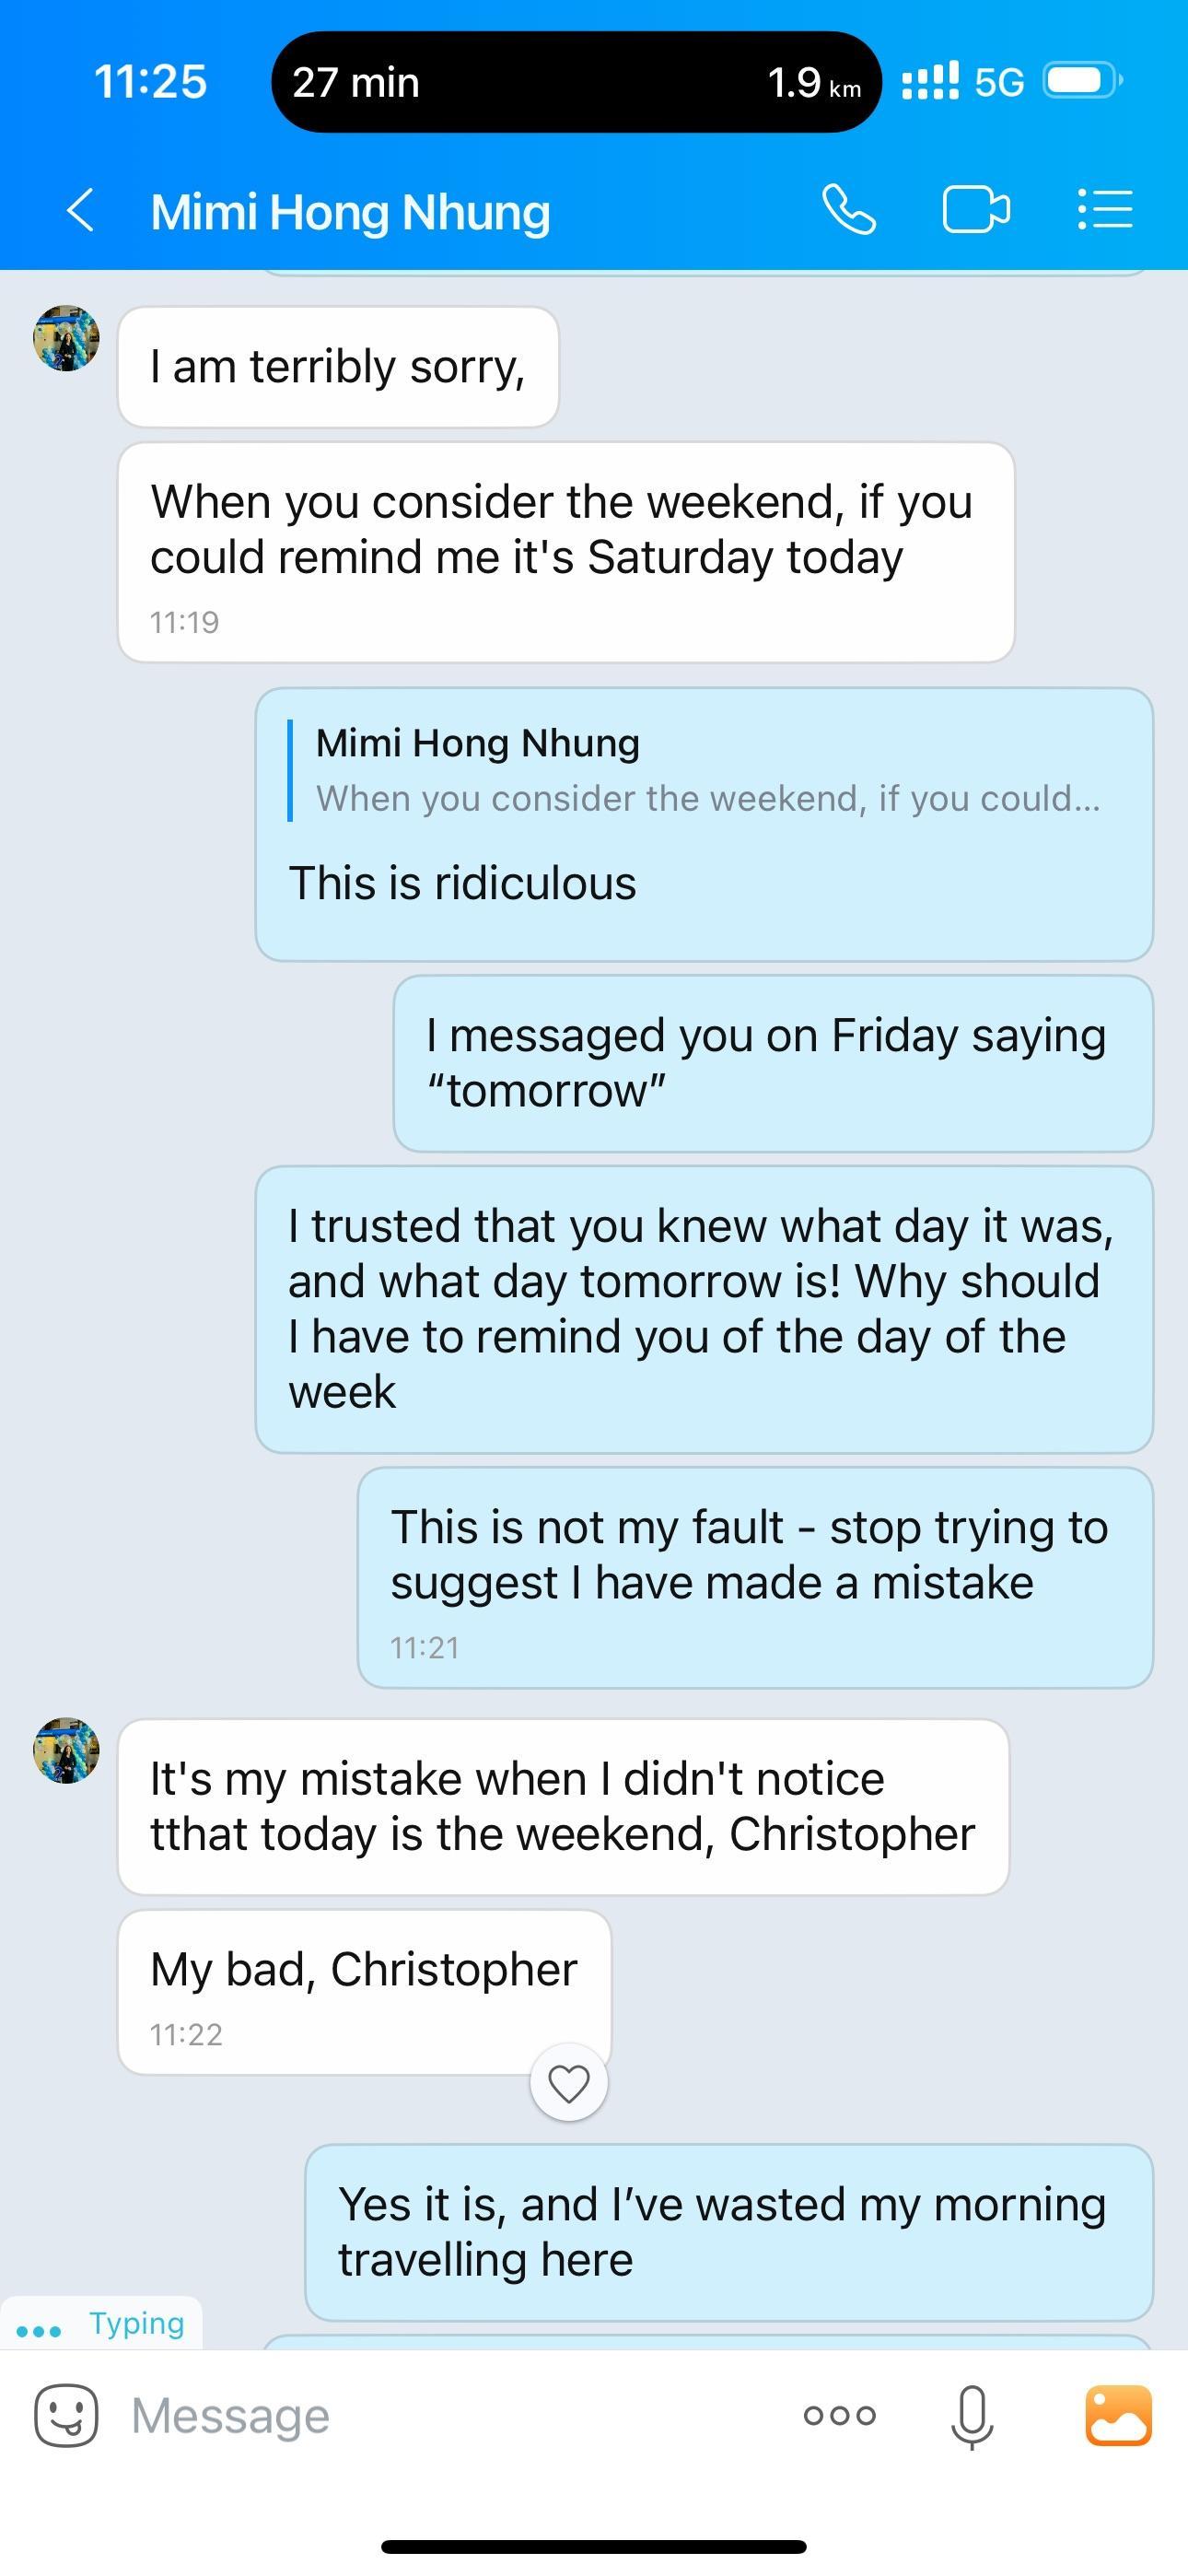 11:25
27 min
1.9 km
5G
Mimi Hong Nhung
I am terribly sorry,
When you consider the weekend, if you
could remind me it's Saturday today
11:19
Mimi Hong Nhung
When you consider the weekend, if you could...
This is ridiculous
I messaged you on Friday saying
“tomorrow”
I trusted that you knew what day it was,
and what day tomorrow is! Why should
I have to remind you of the day of the
week
This is not my fault - stop trying to
suggest I have made a mistake
11:21
It's my mistake when I didn't notice
tthat today is the weekend, Christopher
My bad, Christopher
11:22
Yes it is, and I’ve wasted my morning
travelling here
Typing
Message